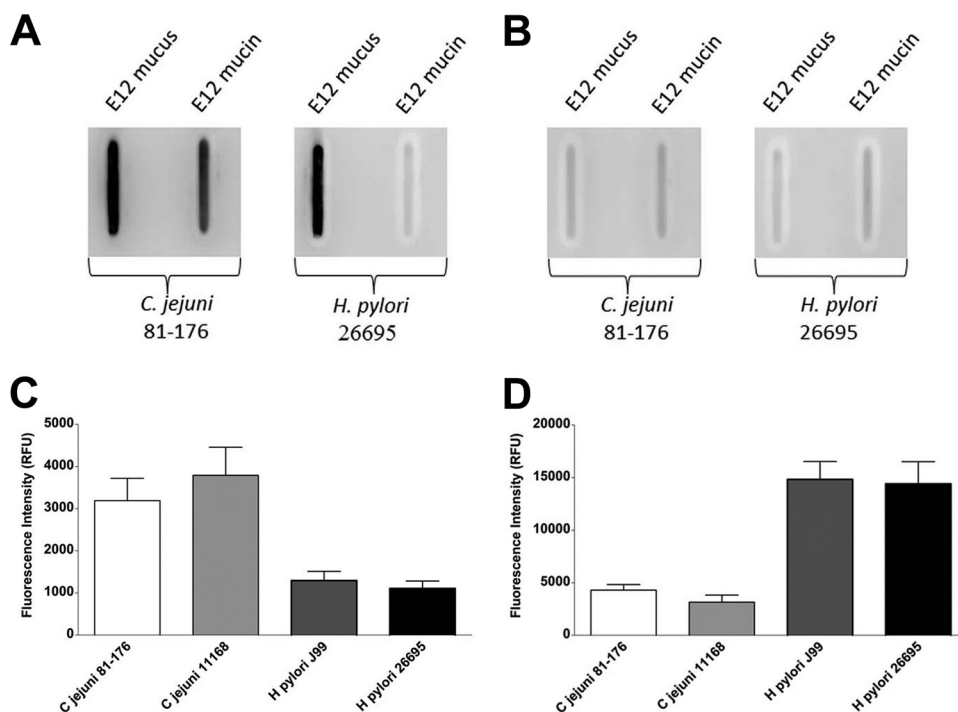 A
E12 mucus
E12 mucin
E12 mucus
E12 mucin
C. jejuni
81-176
H. pylori
26695
B
E12 mucus
E12 mucin
E12 mucus
E12 mucin
C. jejuni
81-176
H. pylori
26695
C
Fluorescence Intensity (RFU)
5000
4000
3000
2000
1000
0
C jejuni 81-176
C jejuni 11168
H pylori J99
H pylori 26695
D
Fluorescence Intensity (RFU)
20000
15000
10000
5000
0
C jejuni 81-176
C jejuni 11168
H pylori J99
H pylori 26695